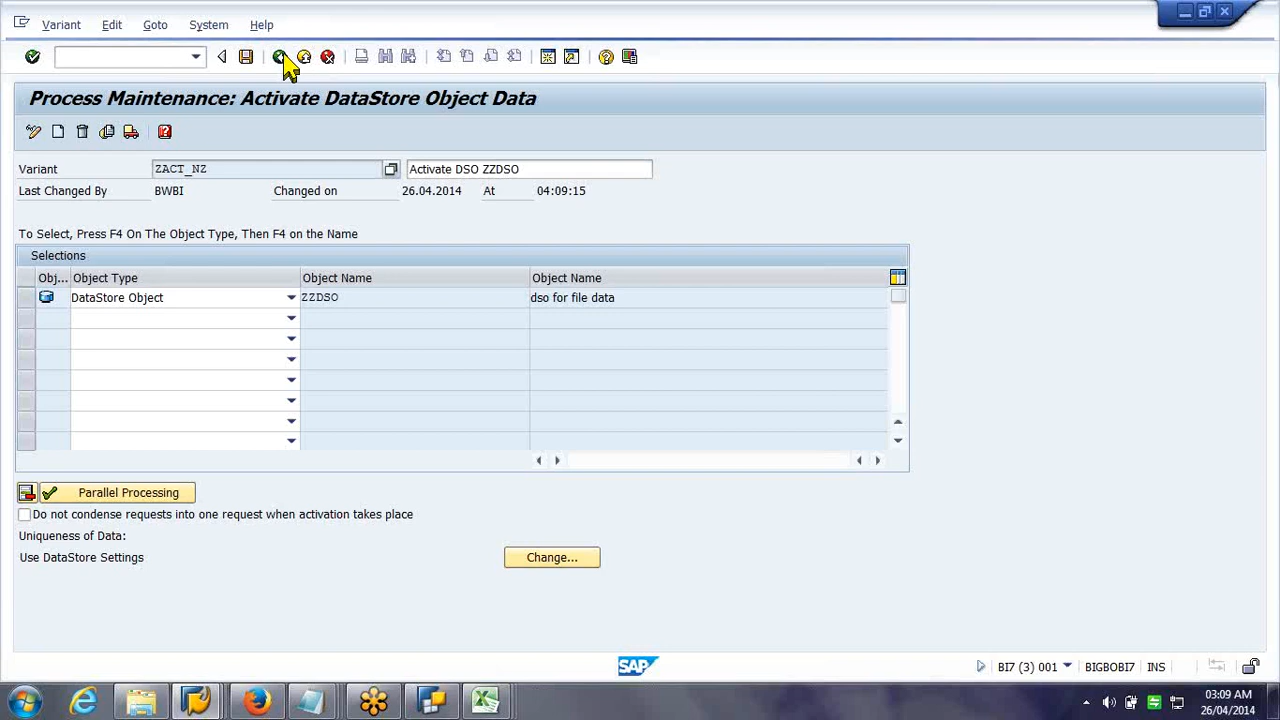 Variant Edit Goto System Help
Process Maintenance: Activate DataStore Object Data
Variant ZACT_NZ Activate DSO ZZDSO
Last Changed By BWBI Changed on 26.04.2014 At 04:09:15
To Select, Press F4 On The Object Type, Then F4 on the Name
Selections
Obj... Object Type Object Name Object Name
DataStore Object ZZDSO dso for file data
Parallel Processing
Do not condense requests into one request when activation takes place
Uniqueness of Data:
Use DataStore Settings Change...
SAP BI7 (3) 001 BIGBOBI7 INS
03:09 AM
26/04/2014